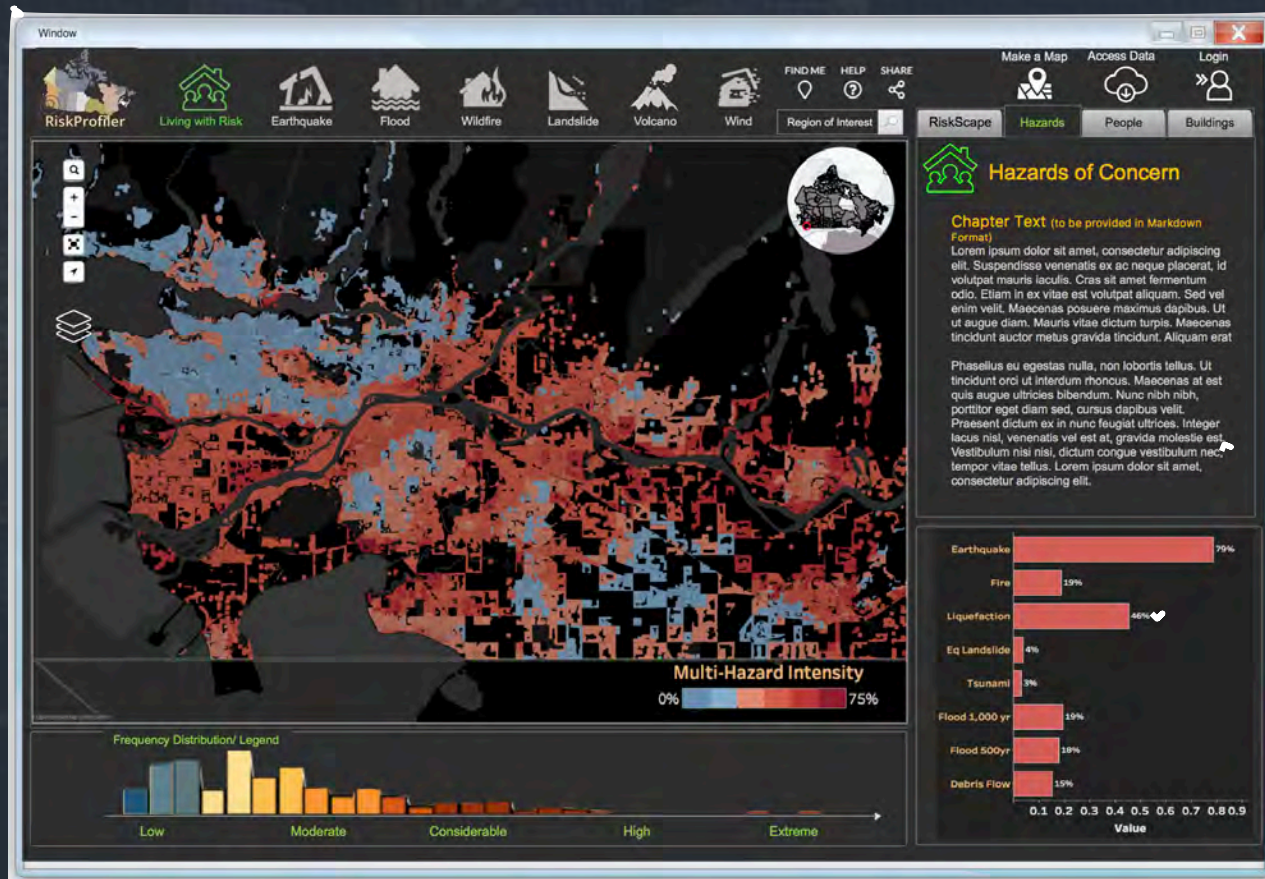 Window
RiskProfiler
Living with Risk
Earthquake
Flood
Wildfire
Landslide
Volcano
Wind
FIND ME
HELP
SHARE
Region of Interest
Make a Map
Access Data
Login
RiskScape
Hazards
People
Buildings
Hazards of Concern
Chapter Text (to be provided in Markdown
Format)
Lorem ipsum dolor sit amet, consectetur adipiscing
elit. Suspendisse venenatis ex ac neque placerat, id
volutpat mauris iaculis. Cras sit amet fermentum
odio. Etiam in ex vitae est volutpat aliquam. Sed vel
enim velit. Maecenas posuere maximus dapibus. Ut
ut augue diam. Mauris vitae dictum turpis. Maecenas
tincidunt auctor metus gravida tincidunt. Aliquam erat
Phasellus eu egestas nulla, non lobortis tellus. Ut
tincidunt orci ut interdum rhoncus. Maecenas at est
quis augue ultricies bibendum. Nunc nibh nibh,
porttitor eget diam sed, cursus dapibus velit.
Praesent dictum ex in nunc feugiat ultrices. Integer
lacus nisl, venenatis vel est at, gravida molestie est.
Vestibulum nisi nisi, dictum congue vestibulum nec,
tempor vitae tellus. Lorem ipsum dolor sit amet,
consectetur adipiscing elit.
Multi-Hazard Intensity
0% 75%
Frequency Distribution/ Legend
Low Moderate Considerable High Extreme
Earthquake 79%
Fire 19%
Liquefaction 46%
Eq Landslide 4%
Tsunami 3%
Flood 1,000 yr 19%
Flood 500yr 18%
Debris Flow 15%
0.1 0.2 0.3 0.4 0.5 0.6 0.7 0.8 0.9
Value